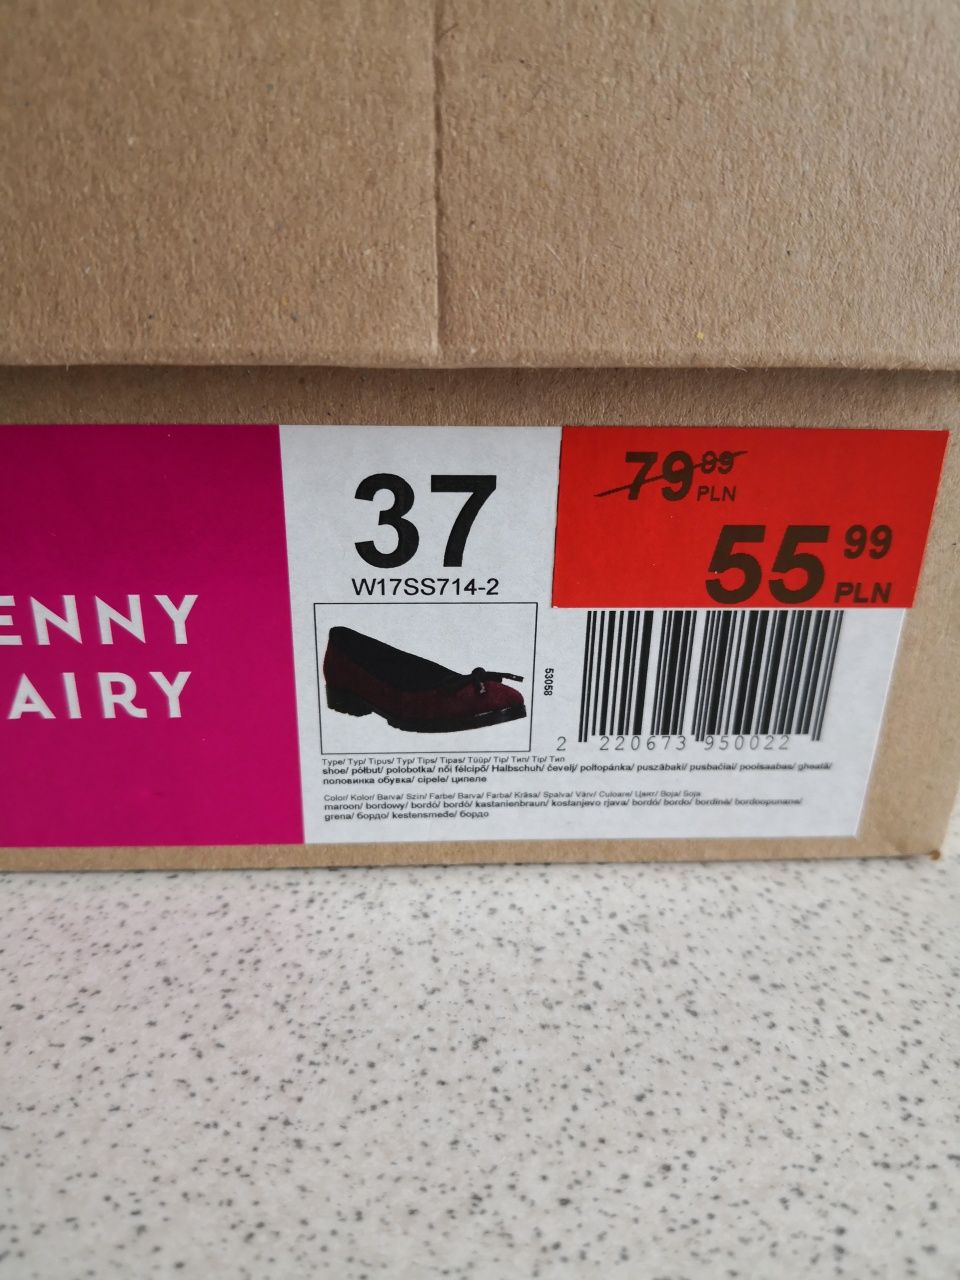 ENNY
AIRY
37
W17SS714-2
53058
79 99
PLN
55 99
PLN
2 220673 950022
Type/ Typ/ Tipus/ Typ/ Tips/ Tipas/ Tüüp/ Tip/ Тип/ Tip/ Тип
shoe/ półbut/ polobotka/ női félcipő/ Halbschuh/ čevelj/ poltopánka/ puszābaki/ pusbačiai/ poolsaabas/ gheată/
половинка обувка/ cipele/ ципеле
Color/ Kolor/ Barva/ Szín/ Farbe/ Barva/ Farba/ Krāsa/ Spalva/ Värv/ Culoare/ Цвят/ Boja/ Боја
maroon/ bordowy/ bordó/ bordó/ kastanienbraun/ kostanjevo rjava/ bordó/ bordo/ bordinė/ bordoopunane/
grena/ бордо/ kestensmeđe/ бордо